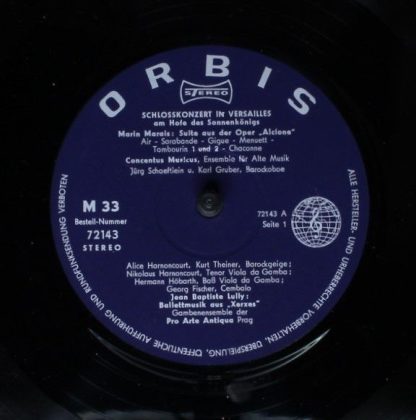 ORBIS
STEREO
SCHLOSSKONZERT IN VERSAILLES
am Hofe des Sonnenkönigs
Marin Marais: Suite aus der Oper „Alcione"
Air - Sarabande - Gigue - Menuett -
Tambourin 1 und 2 - Chaconne
Concentus Musicus, Ensemble für Alte Musik
Jürg Schaeftlein u. Karl Gruber, Barockoboe
M 33
Bestell-Nummer
72143
STEREO
72143 A
Seite 1
Alice Harnoncourt, Kurt Theiner, Barockgeige;
Nikolaus Harnoncourt, Tenor Viola da Gamba;
Hermann Höbarth, Baß Viola da Gamba;
Georg Fischer, Cembalo
Jean Baptiste Lully:
Ballettmusik aus „Xerxes"
Gambenensemble der
Pro Arte Antiqua Prag
ALLE HERSTELLER- UND URHEBERRECHTE VORBEHALTEN. ÜBERSPIELUNG, ÖFFENTLICHE AUFFÜHRUNG UND RUNDFUNKSENDUNG VERBOTEN